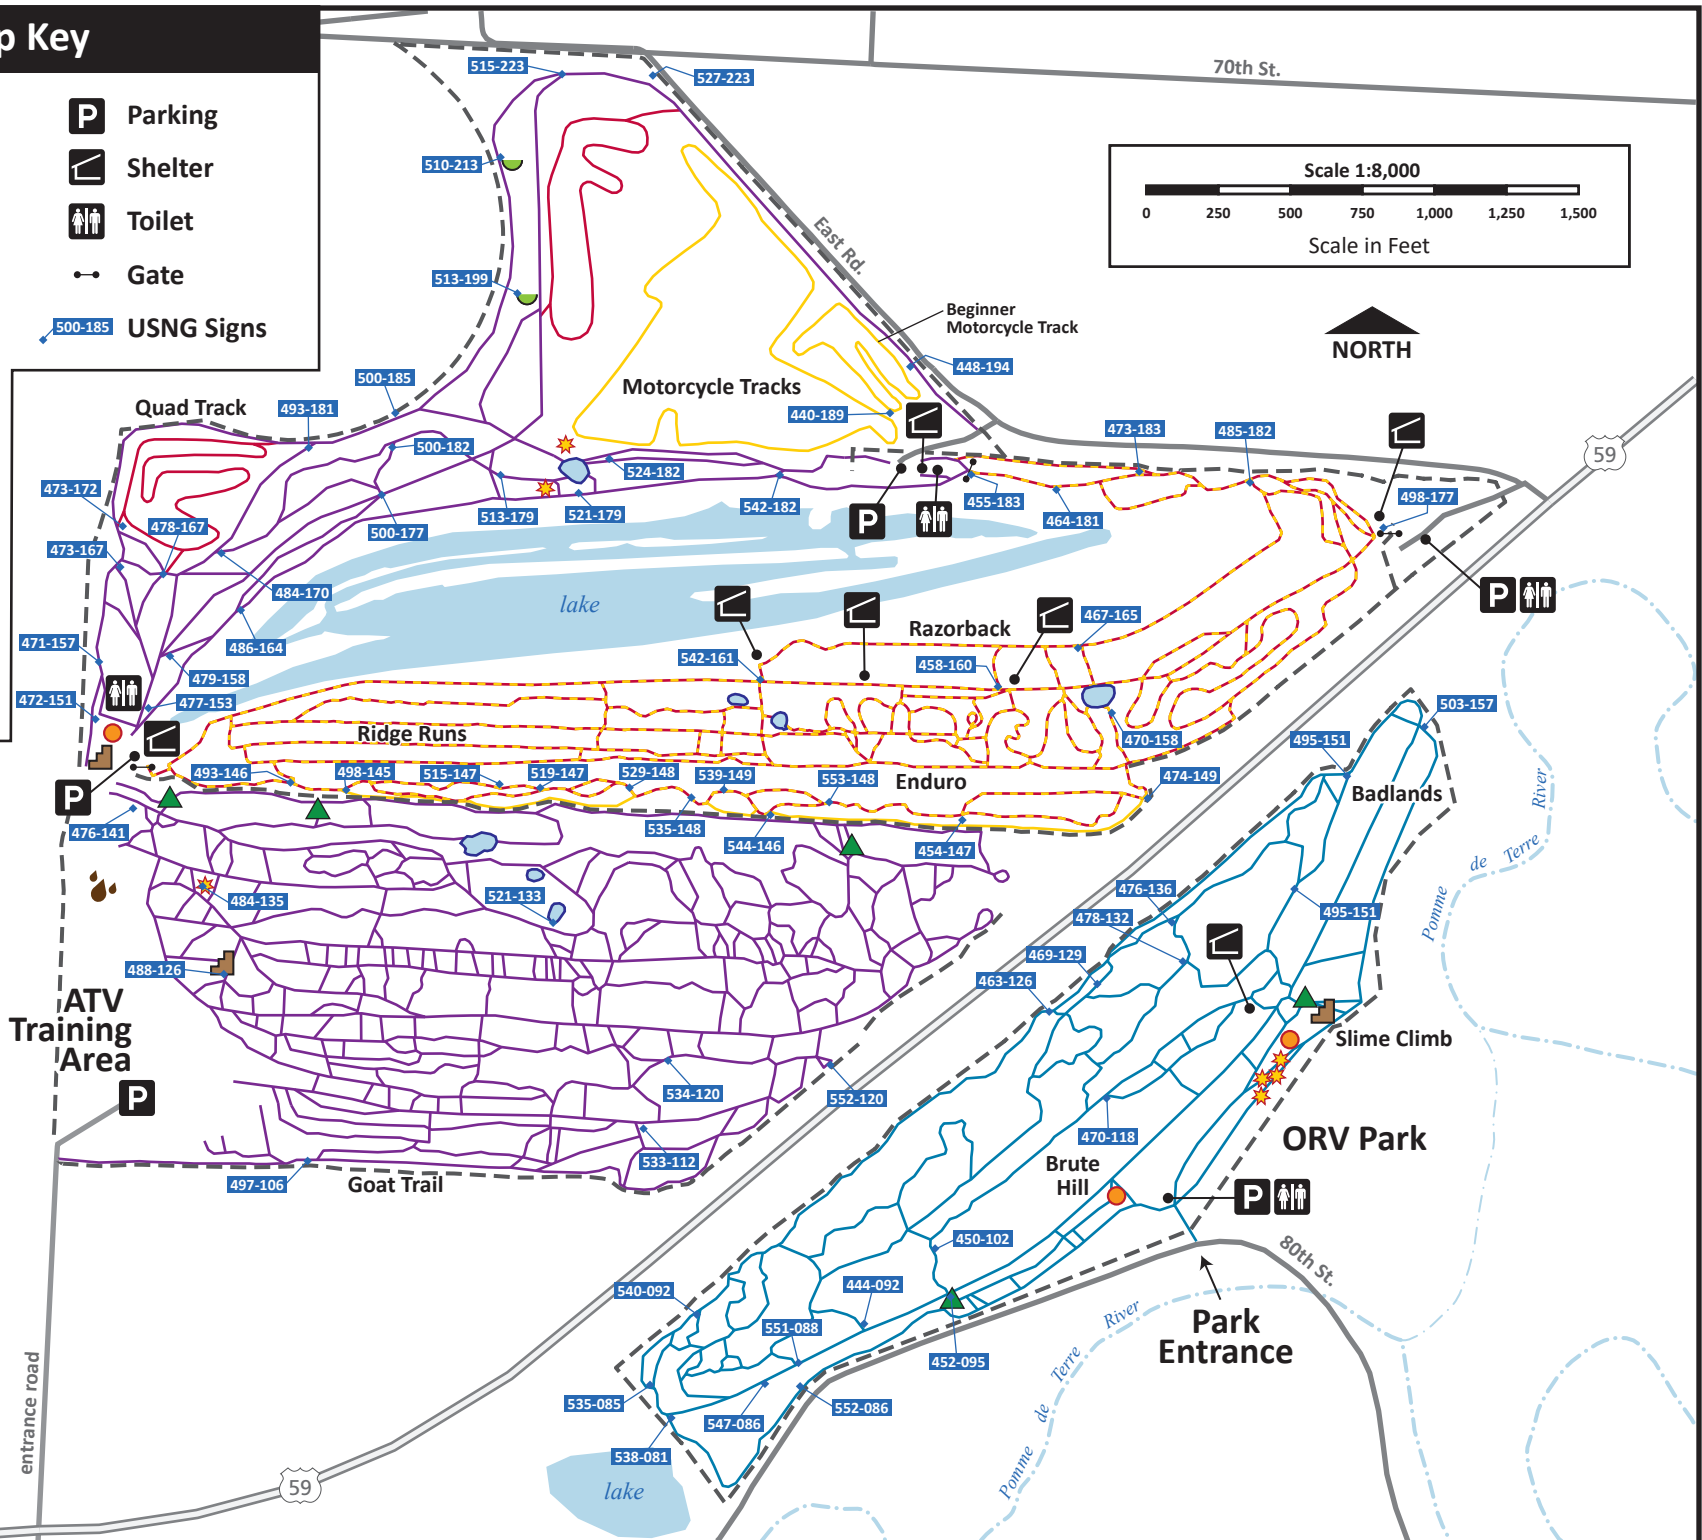 p Key
P
Parking
Shelter
Toilet
Gate
500-185
USNG Signs
70th St.
515-223
527-223
510-213
Scale 1:8,000
0 250 500 750 1,000 1,250 1,500
Scale in Feet
East Rd.
513-199
Beginner
Motorcycle Track
NORTH
448-194
500-185
Motorcycle Tracks
Quad Track
493-181
440-189
473-183
485-182
59
500-182
524-182
473-172
455-183
498-177
542-182
513-179
521-179
464-181
P
478-167
500-177
473-167
484-170
P
lake
467-165
Razorback
471-157
486-164
542-161
458-160
479-158
472-151
477-153
503-157
Ridge Runs
470-158
495-151
493-146
498-145
515-147
519-147
529-148
539-149
553-148
Enduro
474-149
Badlands
P
River
476-141
535-148
544-146
454-147
de
Terre
Pomme
484-135
521-133
476-136
478-132
495-151
469-129
488-126
463-126
ATV
Training
Area
Slime Climb
P
534-120
552-120
470-118
ORV Park
533-112
Brute
Hill
497-106
Goat Trail
P
450-102
80th St.
540-092
444-092
River
551-088
Park
Entrance
452-095
Terre
535-085
547-086
552-086
de
entrance road
538-081
Pomme
59
lake